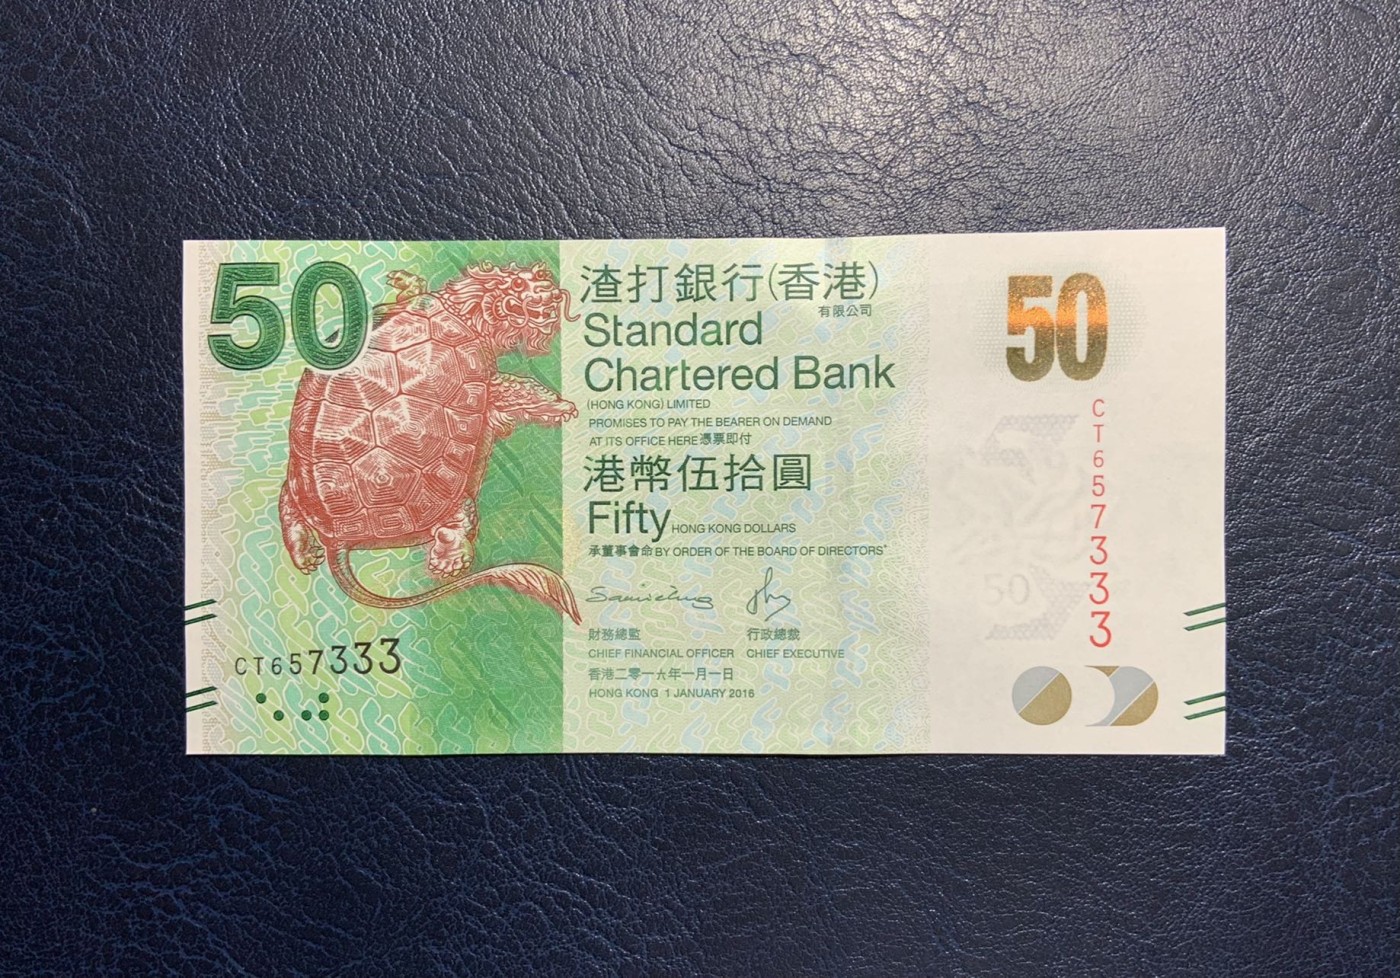 50
渣打銀行(香港)
有限公司
Standard
Chartered Bank
(HONG KONG) LIMITED
PROMISES TO PAY THE BEARER ON DEMAND
AT ITS OFFICE HERE 憑票即付
港幣伍拾圓
Fifty HONG KONG DOLLARS
承董事會命 BY ORDER OF THE BOARD OF DIRECTORS
財務總監 行政總裁
CHIEF FINANCIAL OFFICER CHIEF EXECUTIVE
香港二零一六年一月一日
HONG KONG 1 JANUARY 2016
CT657333
50
CT657333
50